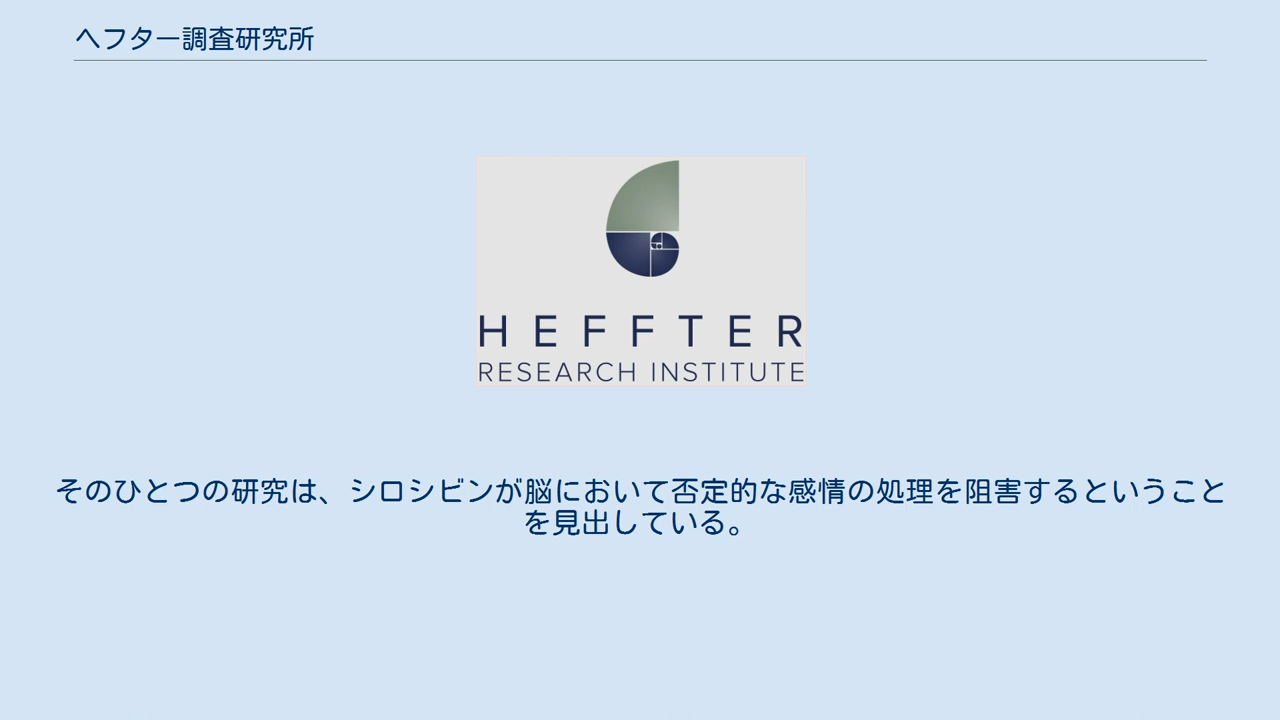 ヘフター調査研究所
HEFFTER
RESEARCH INSTITUTE
そのひとつの研究は、シロシビンが脳において否定的な感情の処理を阻害するということ
を見出している。